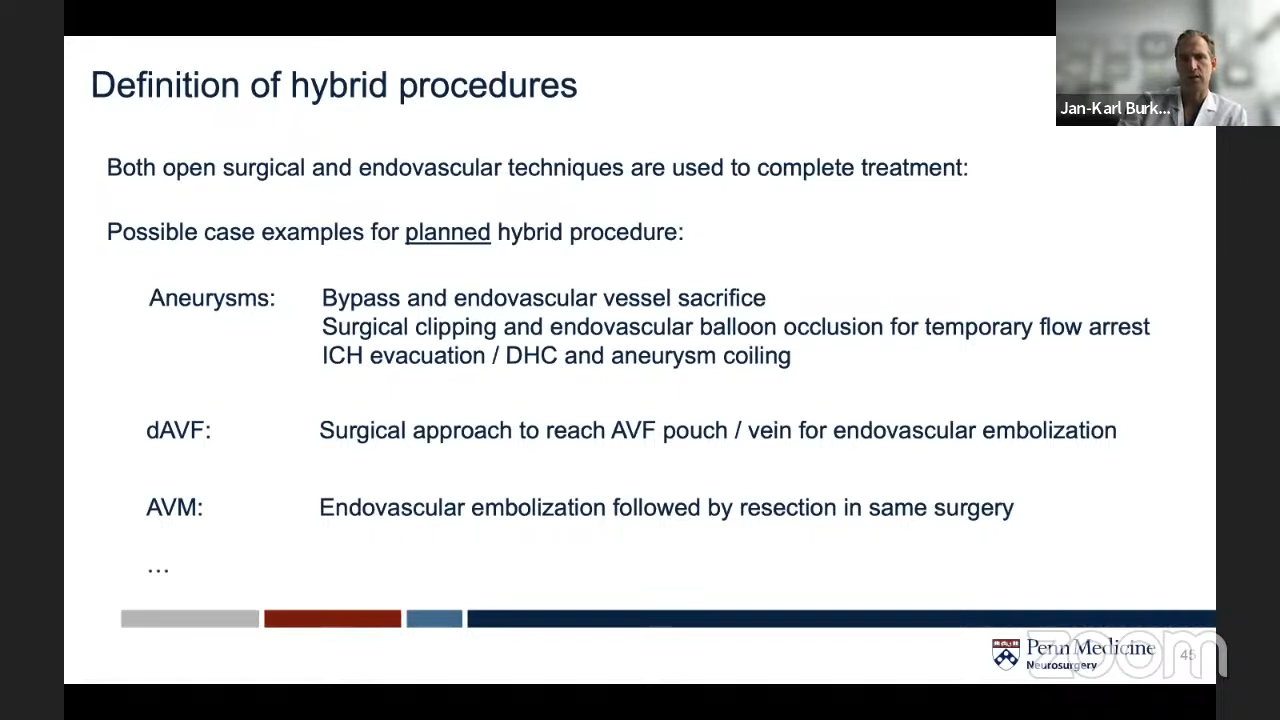 Definition of hybrid procedures
Jan-Karl Burk...
Both open surgical and endovascular techniques are used to complete treatment:
Possible case examples for planned hybrid procedure:
Aneurysms: Bypass and endovascular vessel sacrifice
Surgical clipping and endovascular balloon occlusion for temporary flow arrest
ICH evacuation / DHC and aneurysm coiling
dAVF: Surgical approach to reach AVF pouch / vein for endovascular embolization
AVM: Endovascular embolization followed by resection in same surgery
...
Penn Medicine
Neurosurgery
45
zoom